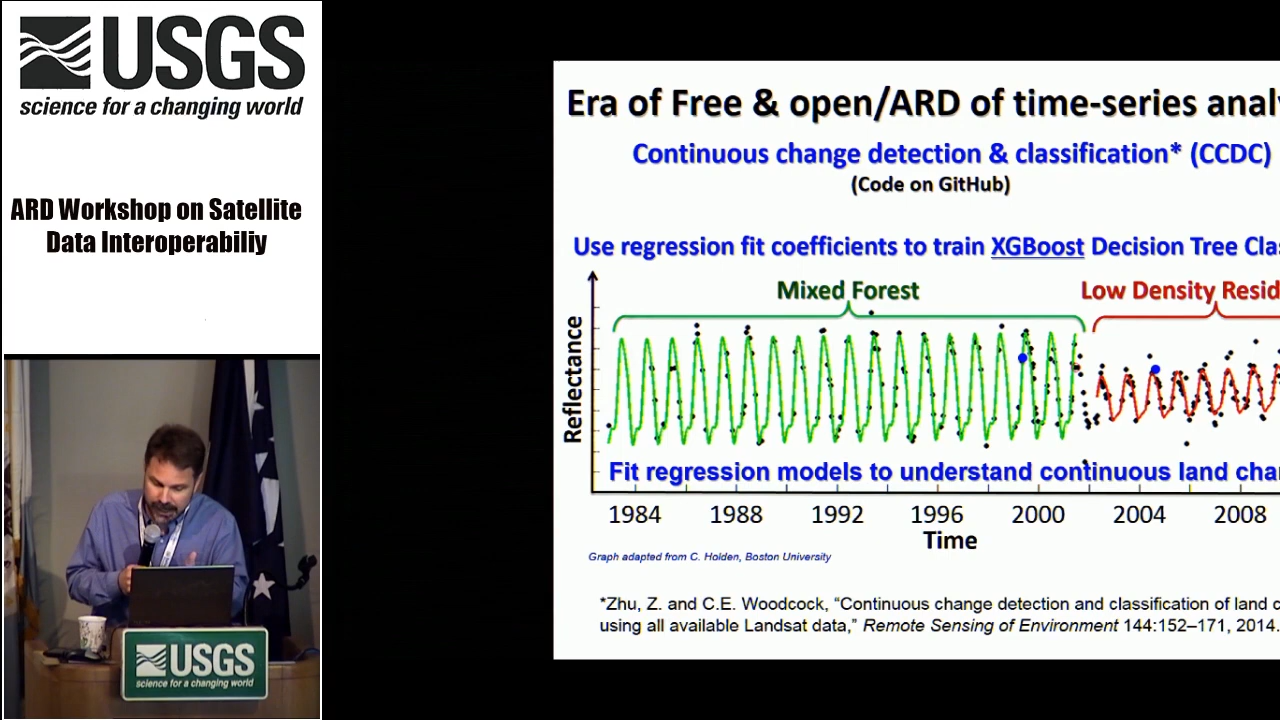 USGS
science for a changing world
ARD Workshop on Satellite
Data Interoperabiliy
USGS
science for a changing world
Era of Free & open/ARD of time-series anal
Continuous change detection & classification* (CCDC)
(Code on GitHub)
Use regression fit coefficients to train XGBoost Decision Tree Clas
Mixed Forest
Low Density Resid
Reflectance
Fit regression models to understand continuous land char
1984 1988 1992 1996 2000 2004 2008
Time
Graph adapted from C. Holden, Boston University
*Zhu, Z. and C.E. Woodcock, “Continuous change detection and classification of land c
using all available Landsat data,” Remote Sensing of Environment 144:152–171, 2014.